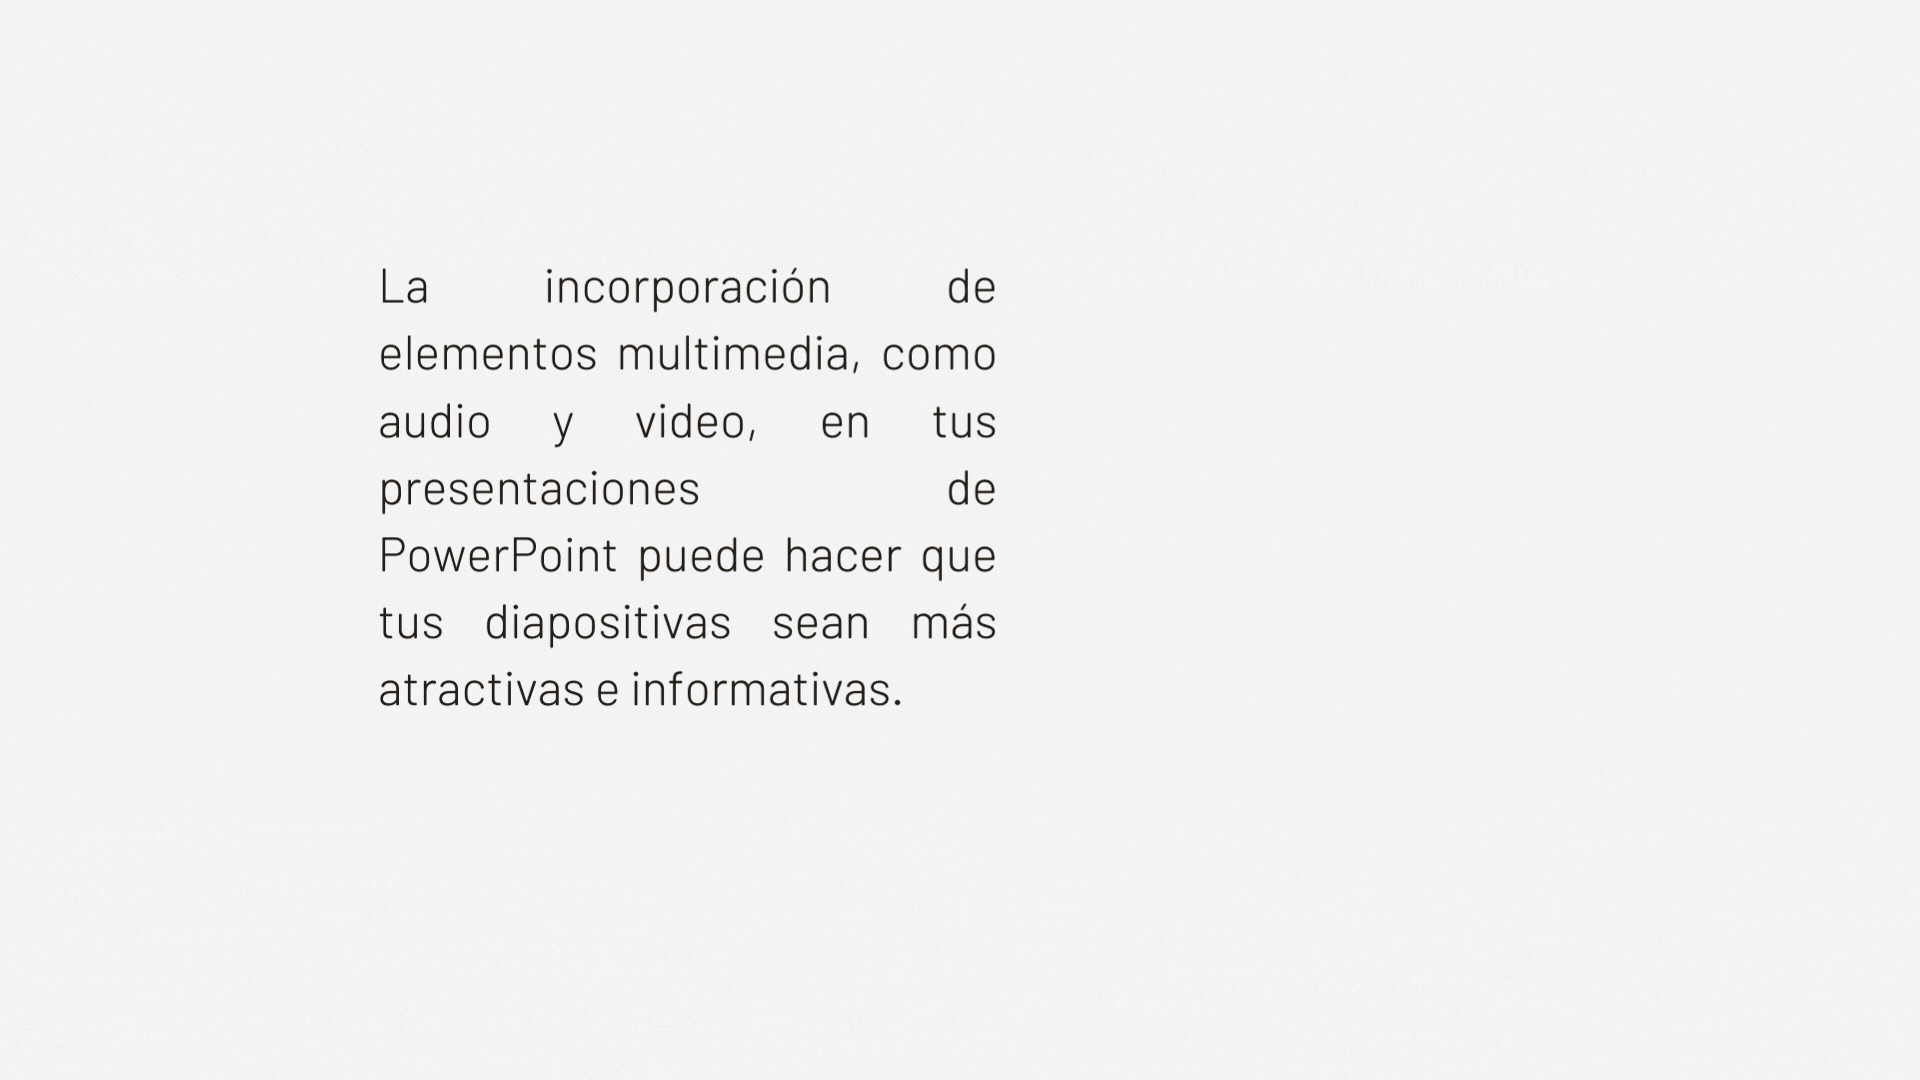 La incorporación de
elementos multimedia, como
audio y video, en tus
presentaciones de
PowerPoint puede hacer que
tus diapositivas sean más
atractivas e informativas.